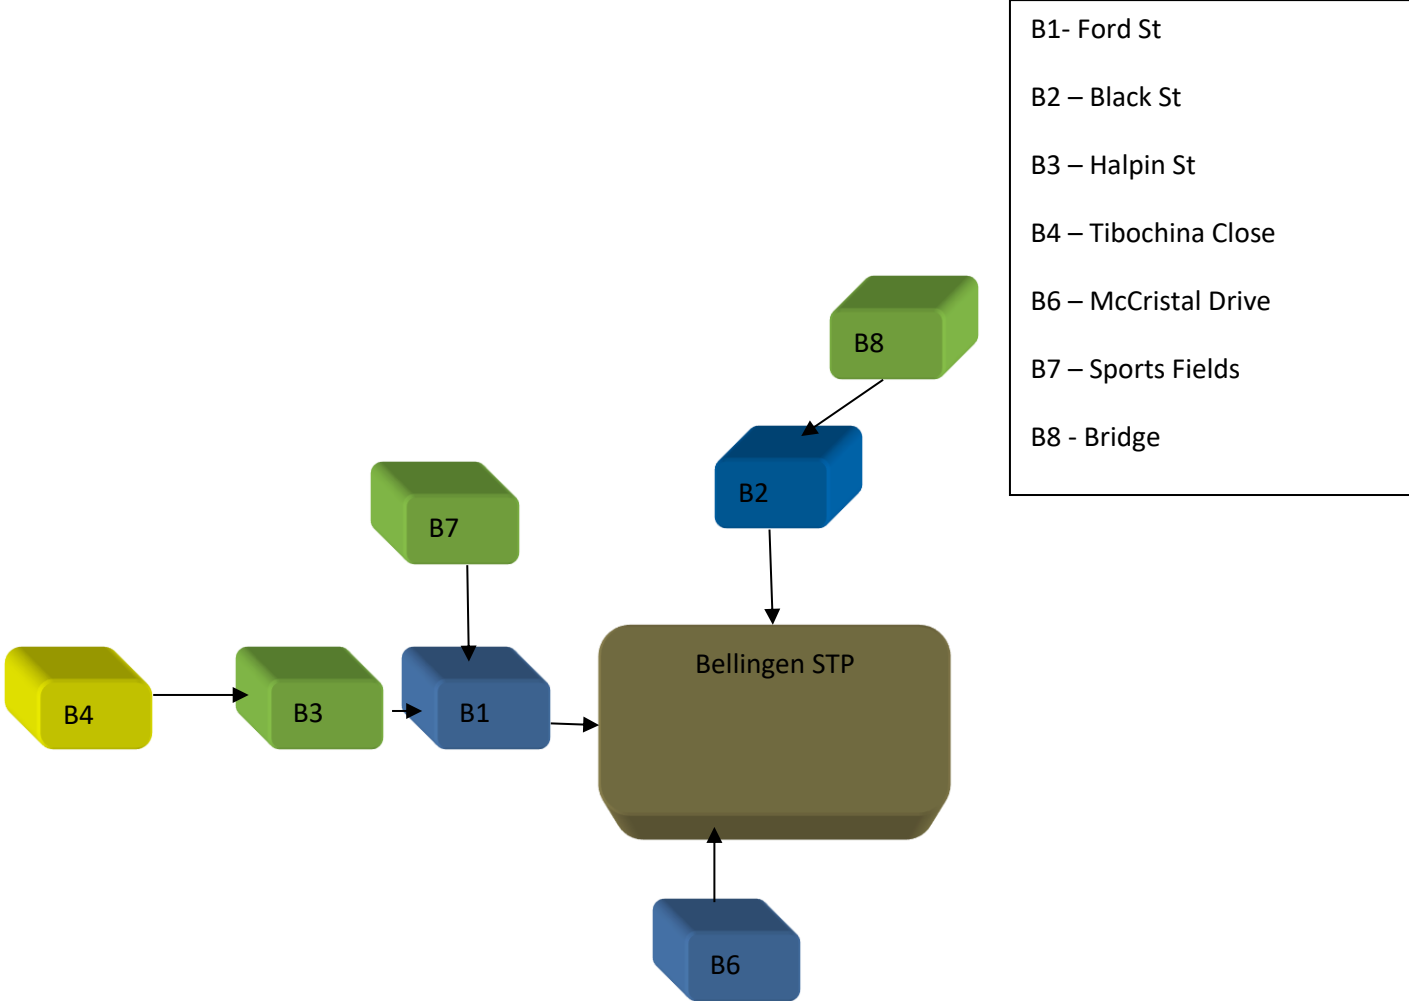 B1- Ford St
B2 – Black St
B3 – Halpin St
B4 – Tibochina Close
B6 – McCristal Drive
B7 – Sports Fields
B8 - Bridge
B8
B2
B7
Bellingen STP
B4
B3
B1
B6